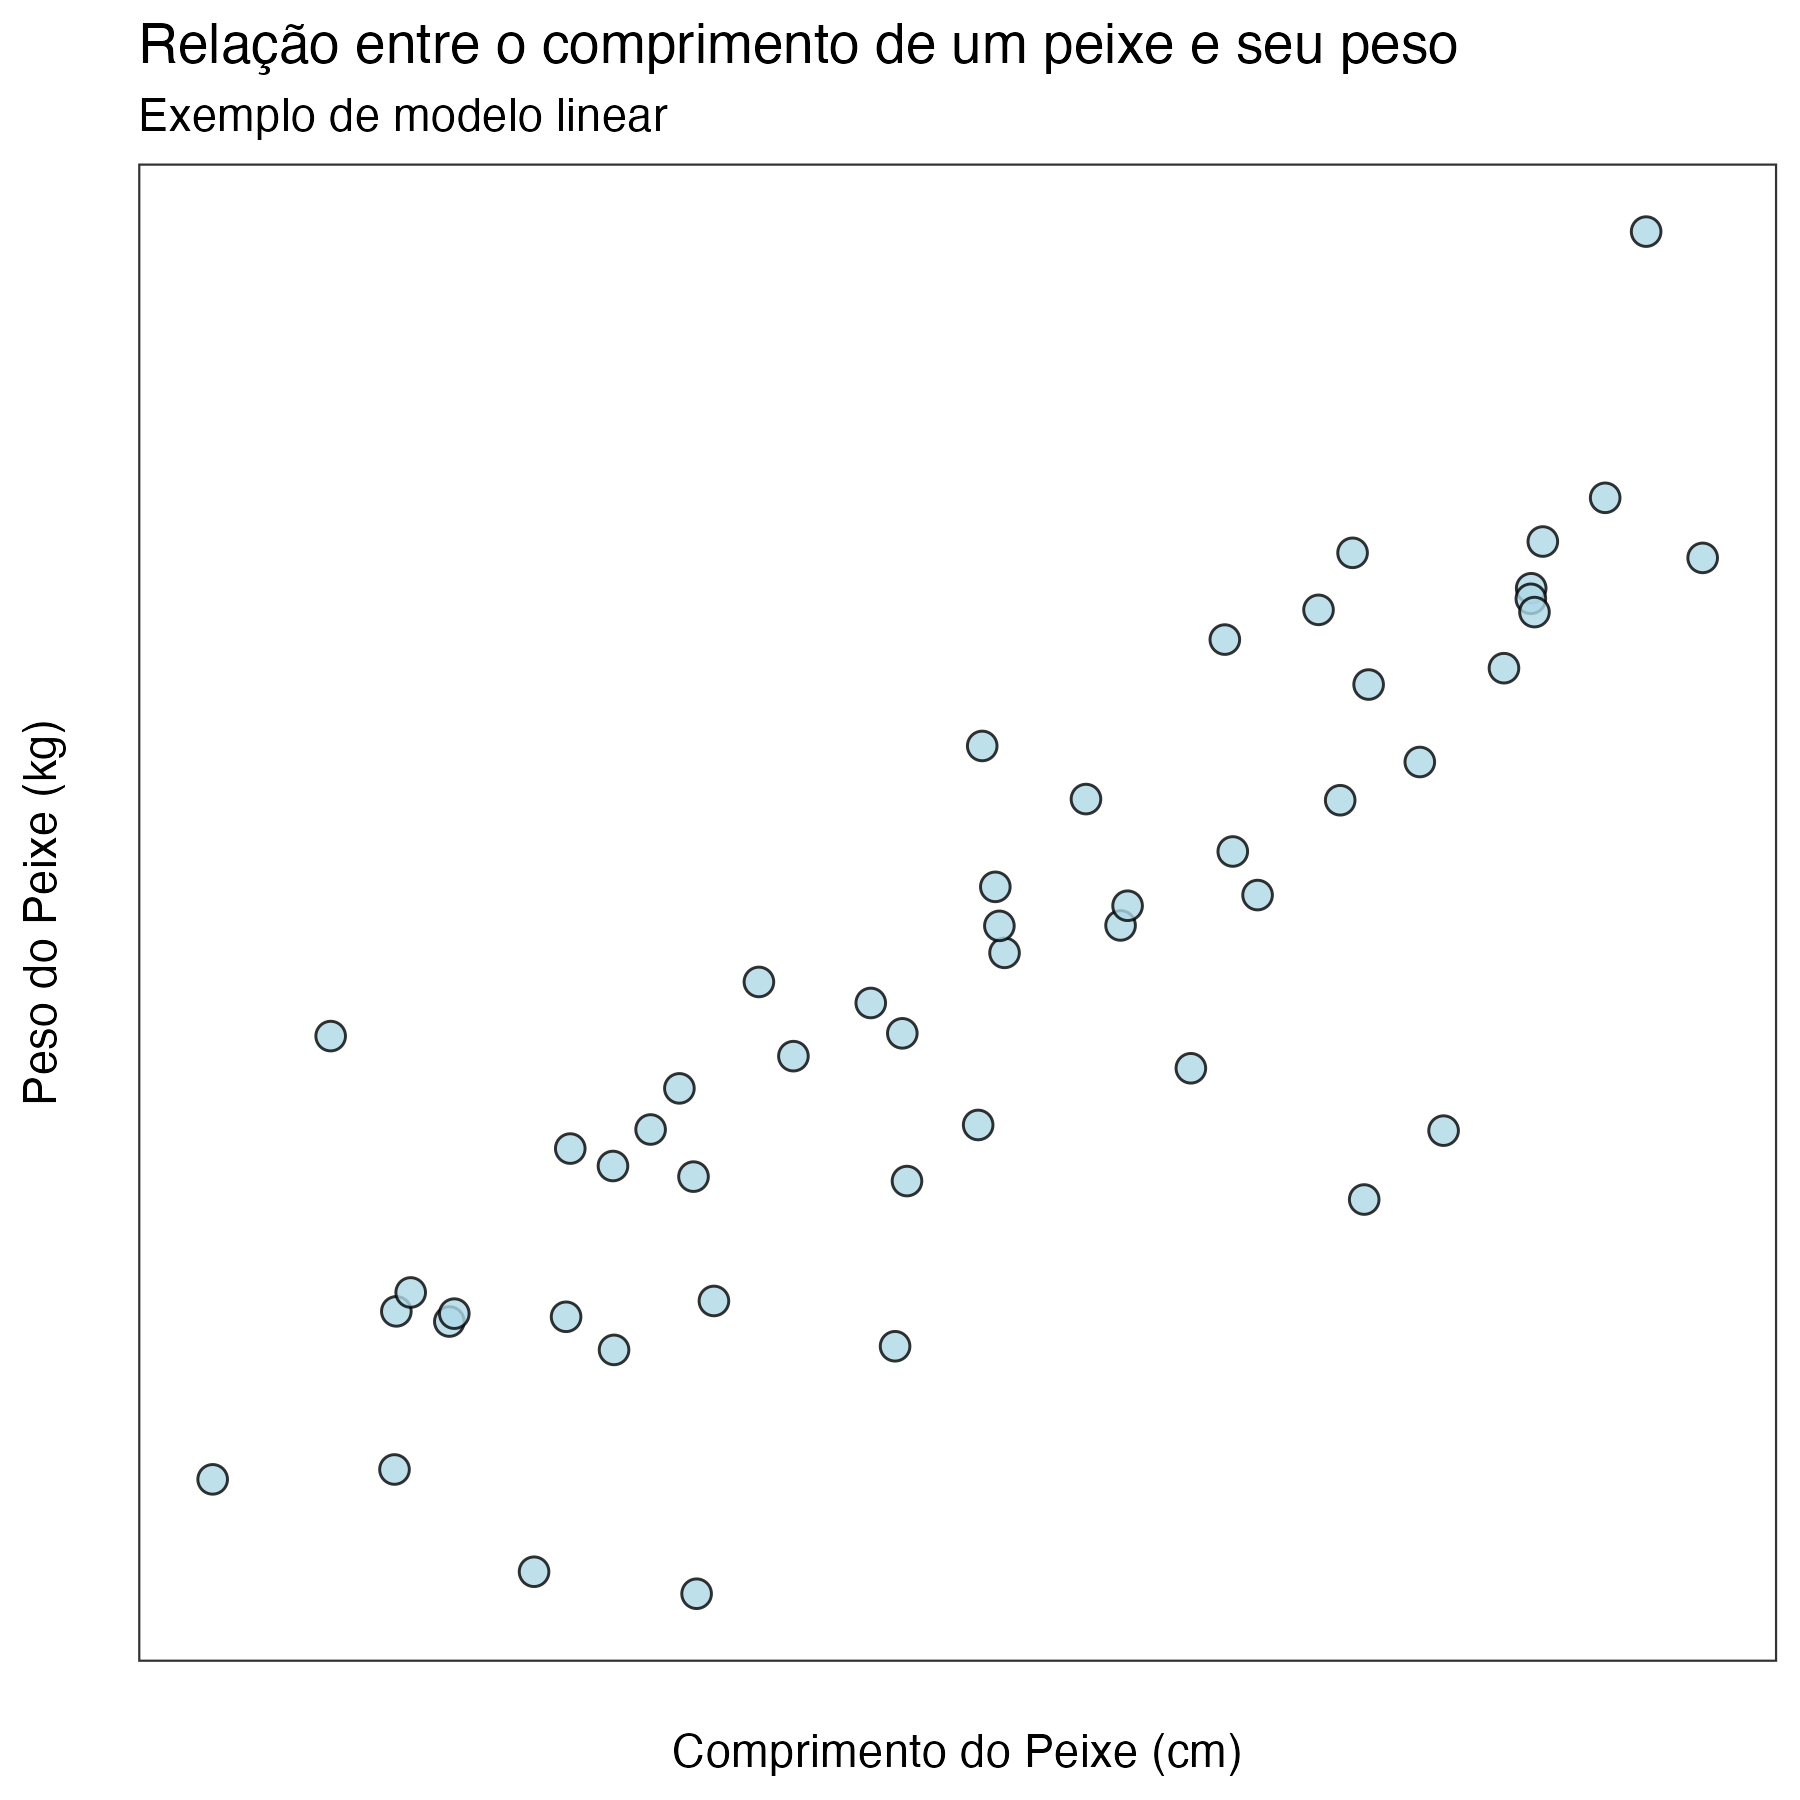 Relação entre o comprimento de um peixe e seu peso
Exemplo de modelo linear
Peso do Peixe (kg)
Comprimento do Peixe (cm)